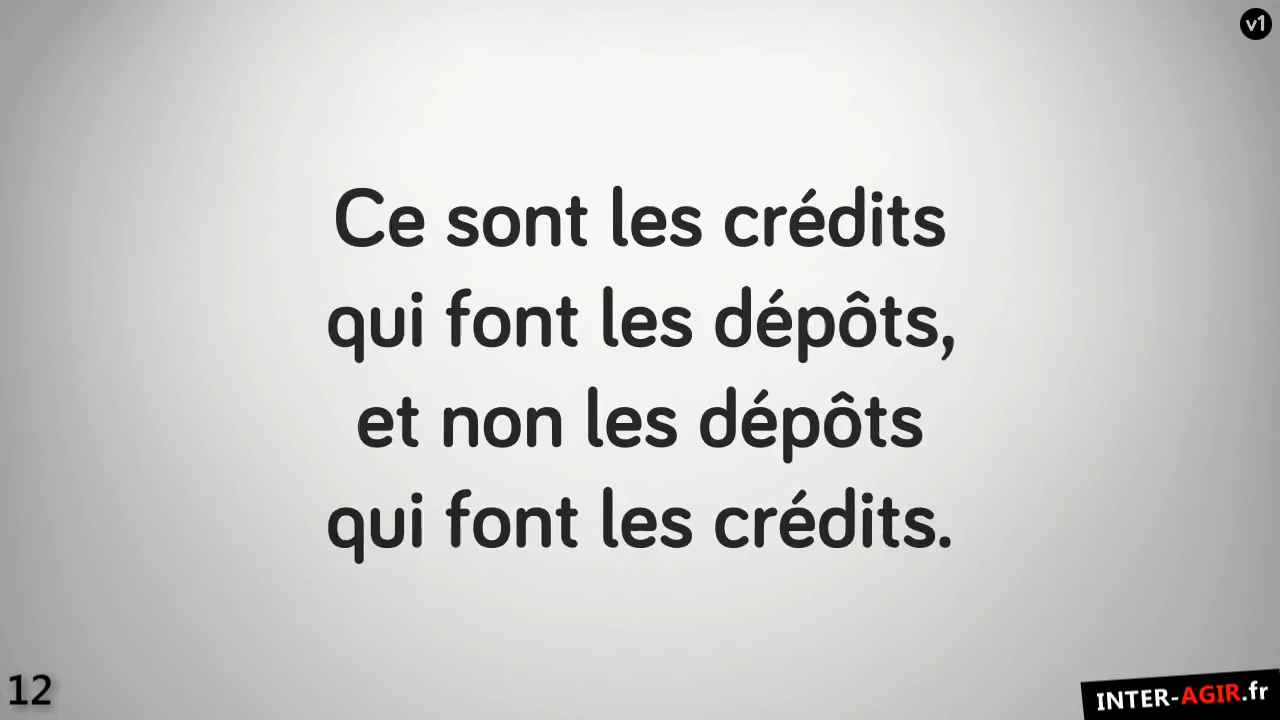 v1
Ce sont les crédits
qui font les dépôts,
et non les dépôts
qui font les crédits.
12
INTER-AGIR.fr